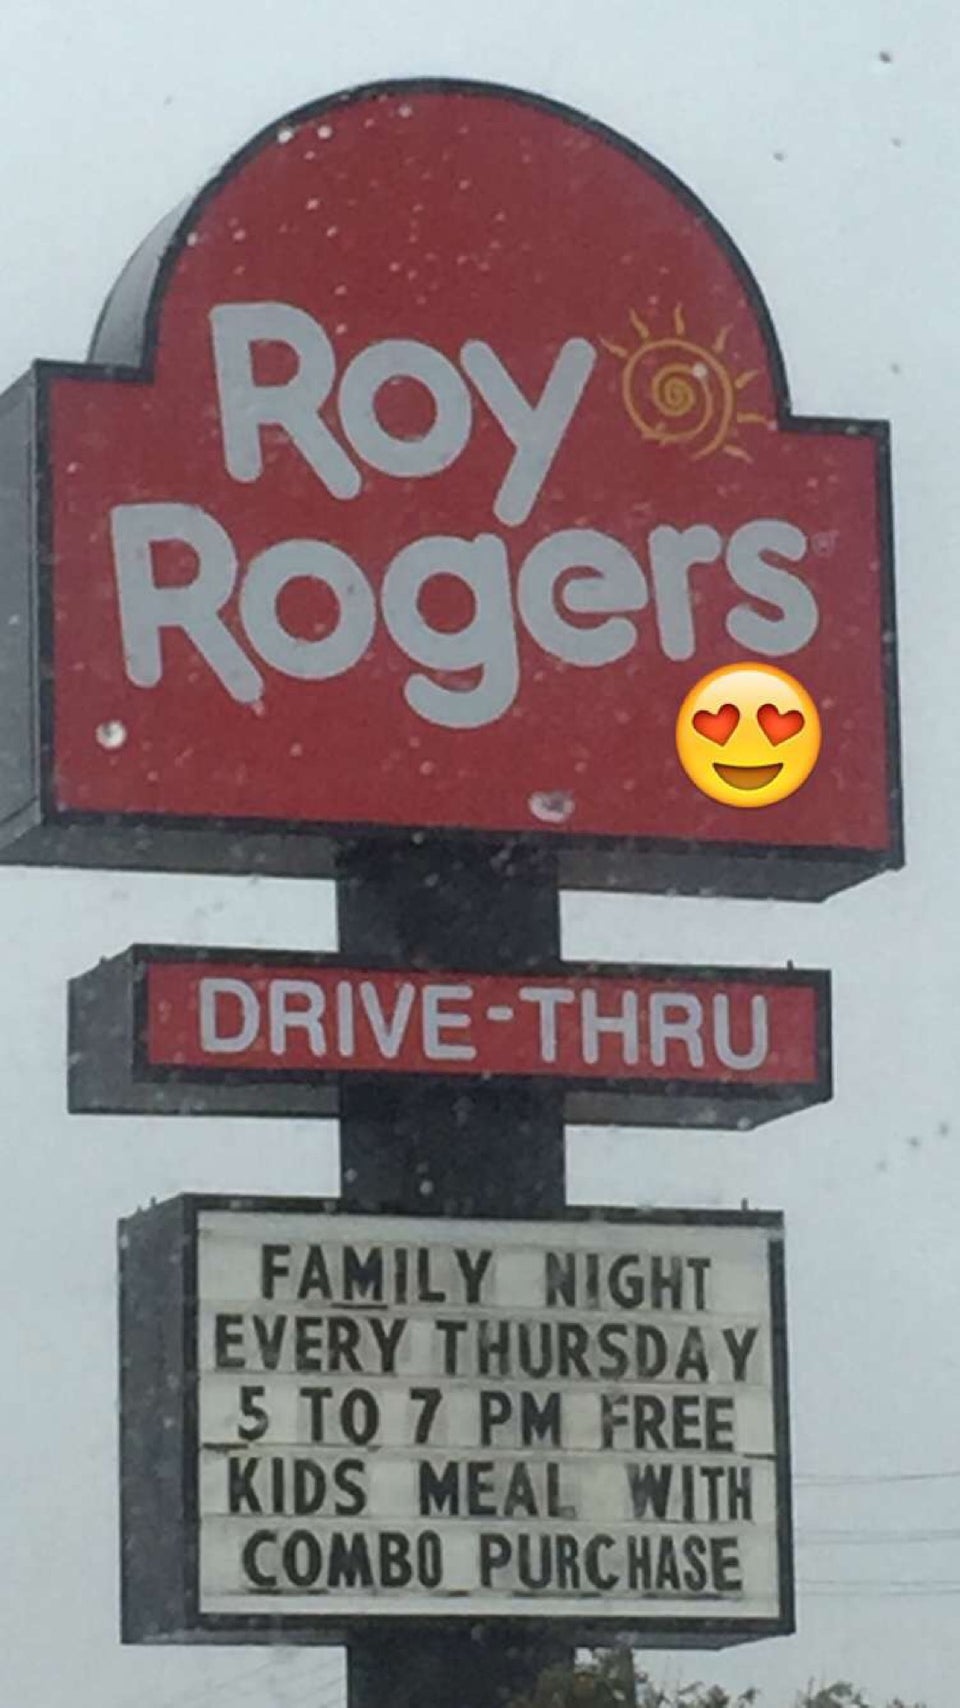 Roy
Rogers
DRIVE-THRU
FAMILY NIGHT
EVERY THURSDAY
5 TO 7 PM FREE
KIDS MEAL WITH
COMBO PURCHASE